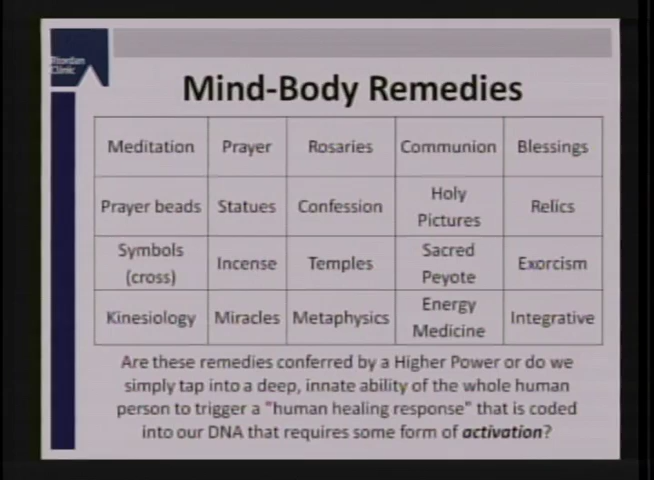 Riordan
Clinic
Mind-Body Remedies
Meditation Prayer Rosaries Communion Blessings
Prayer beads Statues Confession Holy Pictures Relics
Symbols (cross) Incense Temples Sacred Peyote Exorcism
Kinesiology Miracles Metaphysics Energy Medicine Integrative
Are these remedies conferred by a Higher Power or do we
simply tap into a deep, innate ability of the whole human
person to trigger a "human healing response" that is coded
into our DNA that requires some form of activation?